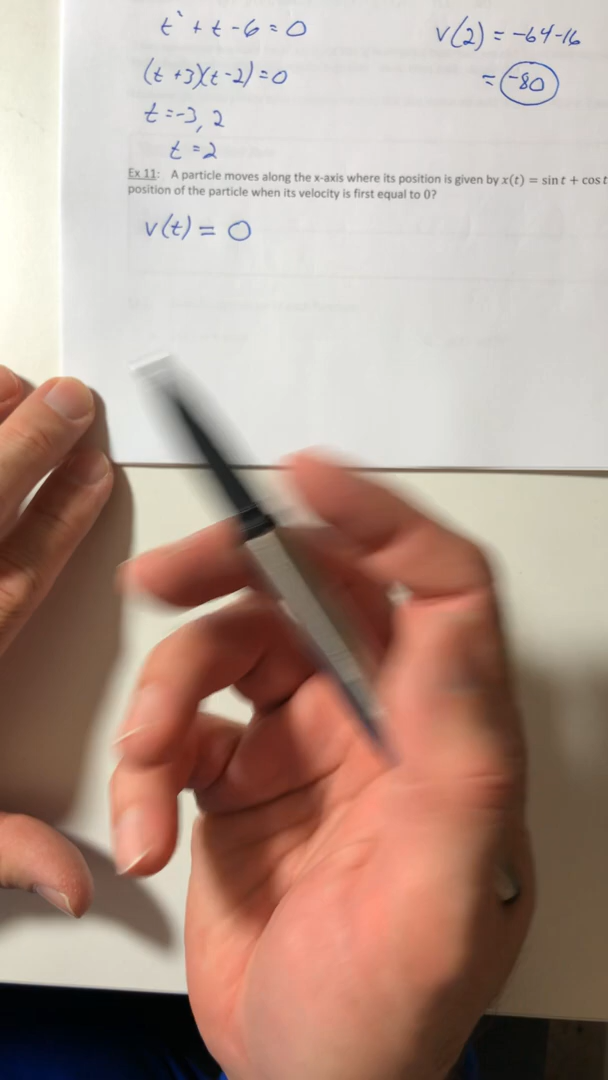 t² + t - 6 = 0
v(2) = -64-16
(t +3)(t-2)=0
= -80
t =-3, 2
t = 2
Ex 11: A particle moves along the x-axis where its position is given by x(t) = sin t + cos t
position of the particle when its velocity is first equal to 0?
v(t) = 0